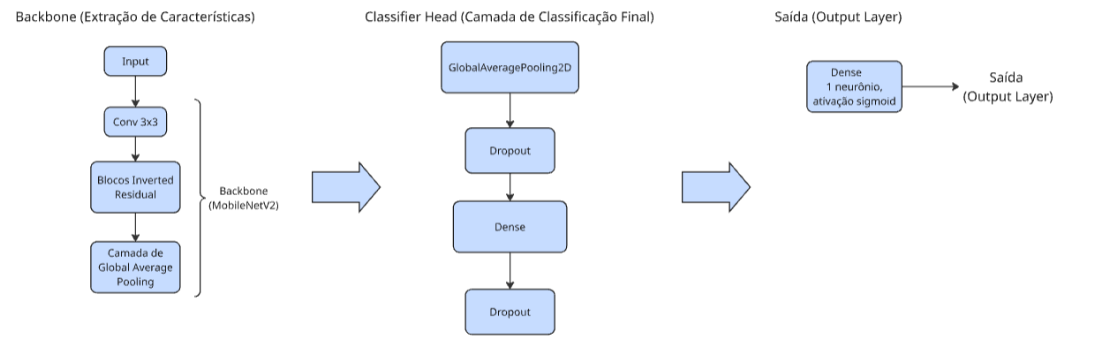 Backbone (Extração de Características)
Input
Conv 3x3
Blocos Inverted
Residual
Camada de
Global Average
Pooling
Backbone
(MobileNetV2)
Classifier Head (Camada de Classificação Final)
GlobalAveragePooling2D
Dropout
Dense
Dropout
Saída (Output Layer)
Dense
1 neurônio,
ativação sigmoid
Saída
(Output Layer)